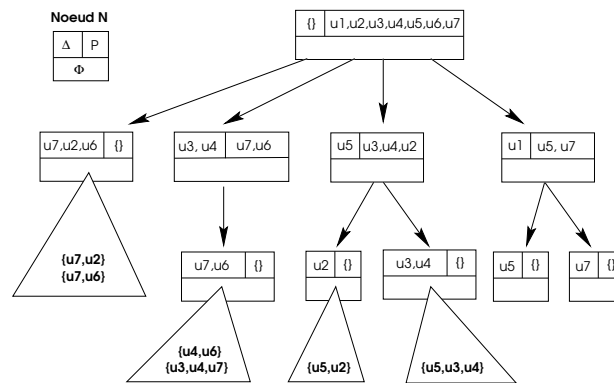 Noeud N
Δ P
Φ
{} u1,u2,u3,u4,u5,u6,u7
u7,u2,u6 {}
u3, u4 u7,u6
u5 u3,u4,u2
u1 u5, u7
{u7,u2}
{u7,u6}
u7,u6 {}
u2 {}
u3,u4 {}
u5 {}
u7 {}
{u4,u6}
{u3,u4,u7}
{u5,u2}
{u5,u3,u4}